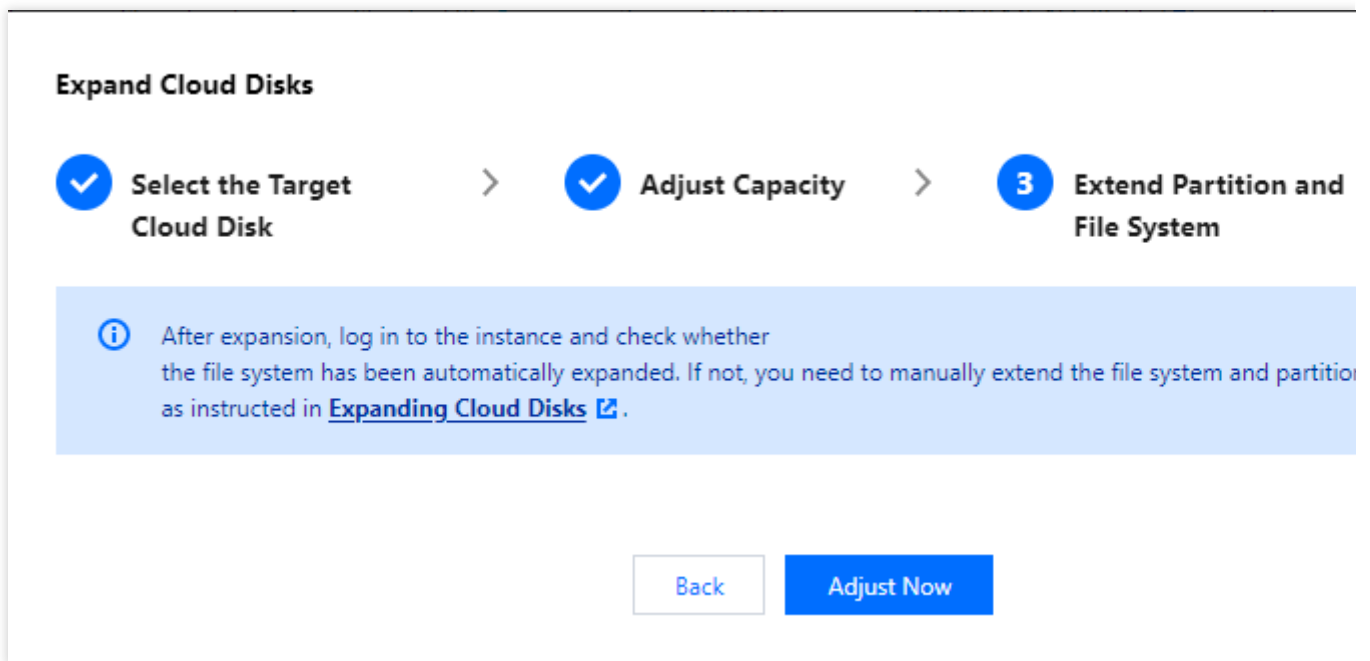 Expand Cloud Disks
Select the Target
Cloud Disk
Adjust Capacity
3
Extend Partition and
File System
After expansion, log in to the instance and check whether
the file system has been automatically expanded. If not, you need to manually extend the file system and partition
as instructed in Expanding Cloud Disks .
Back
Adjust Now